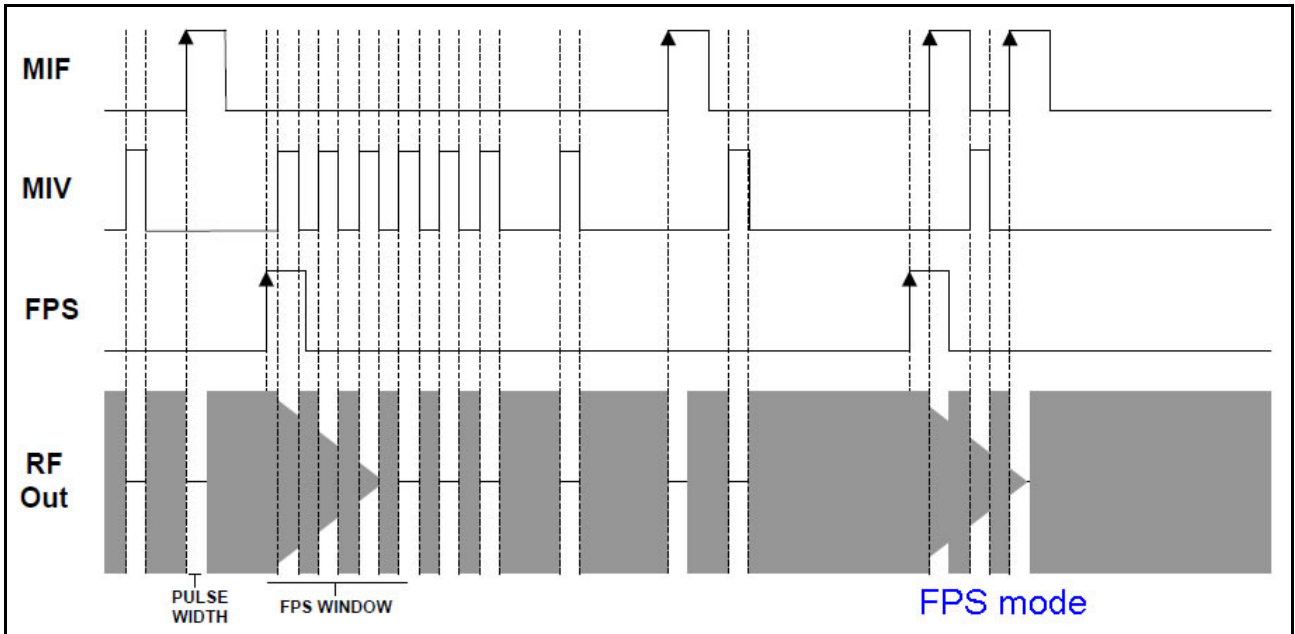 MIF
MIV
FPS
RF
Out
PULSE
WIDTH
FPS WINDOW
FPS mode